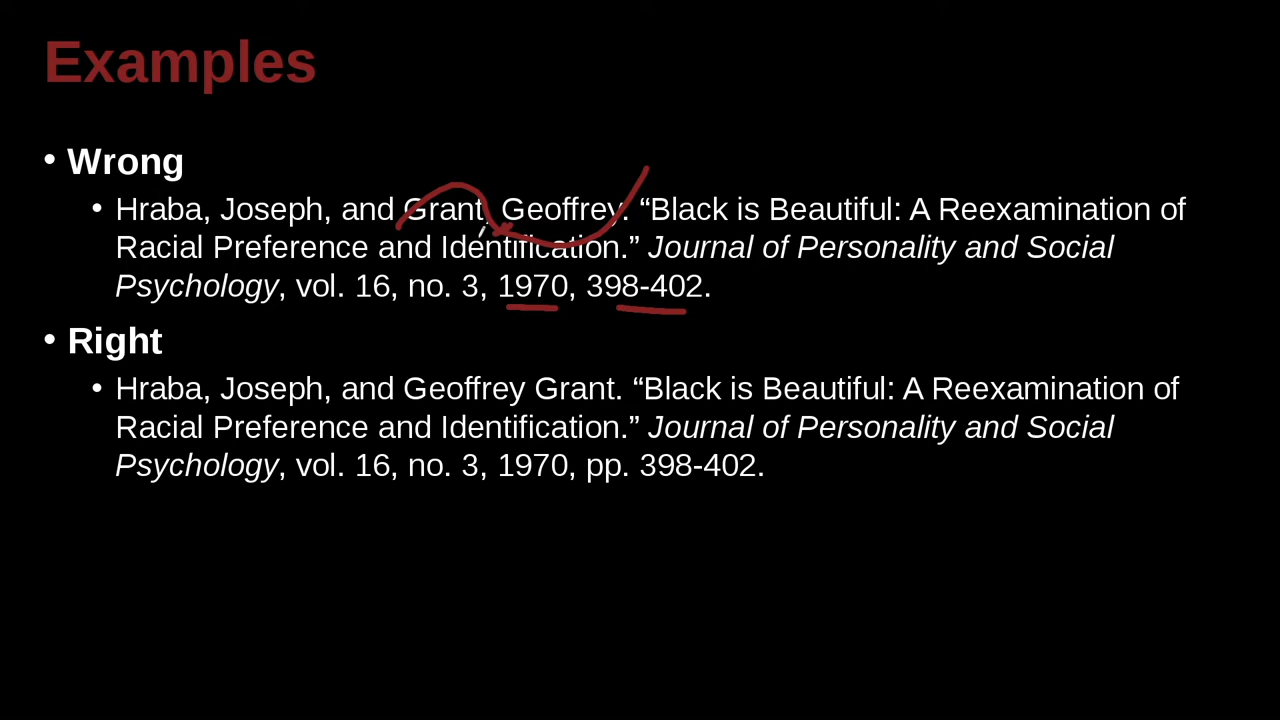 Examples
• Wrong
• Hraba, Joseph, and Grant, Geoffrey. “Black is Beautiful: A Reexamination of
Racial Preference and Identification.” Journal of Personality and Social
Psychology, vol. 16, no. 3, 1970, 398-402.
• Right
• Hraba, Joseph, and Geoffrey Grant. “Black is Beautiful: A Reexamination of
Racial Preference and Identification.” Journal of Personality and Social
Psychology, vol. 16, no. 3, 1970, pp. 398-402.